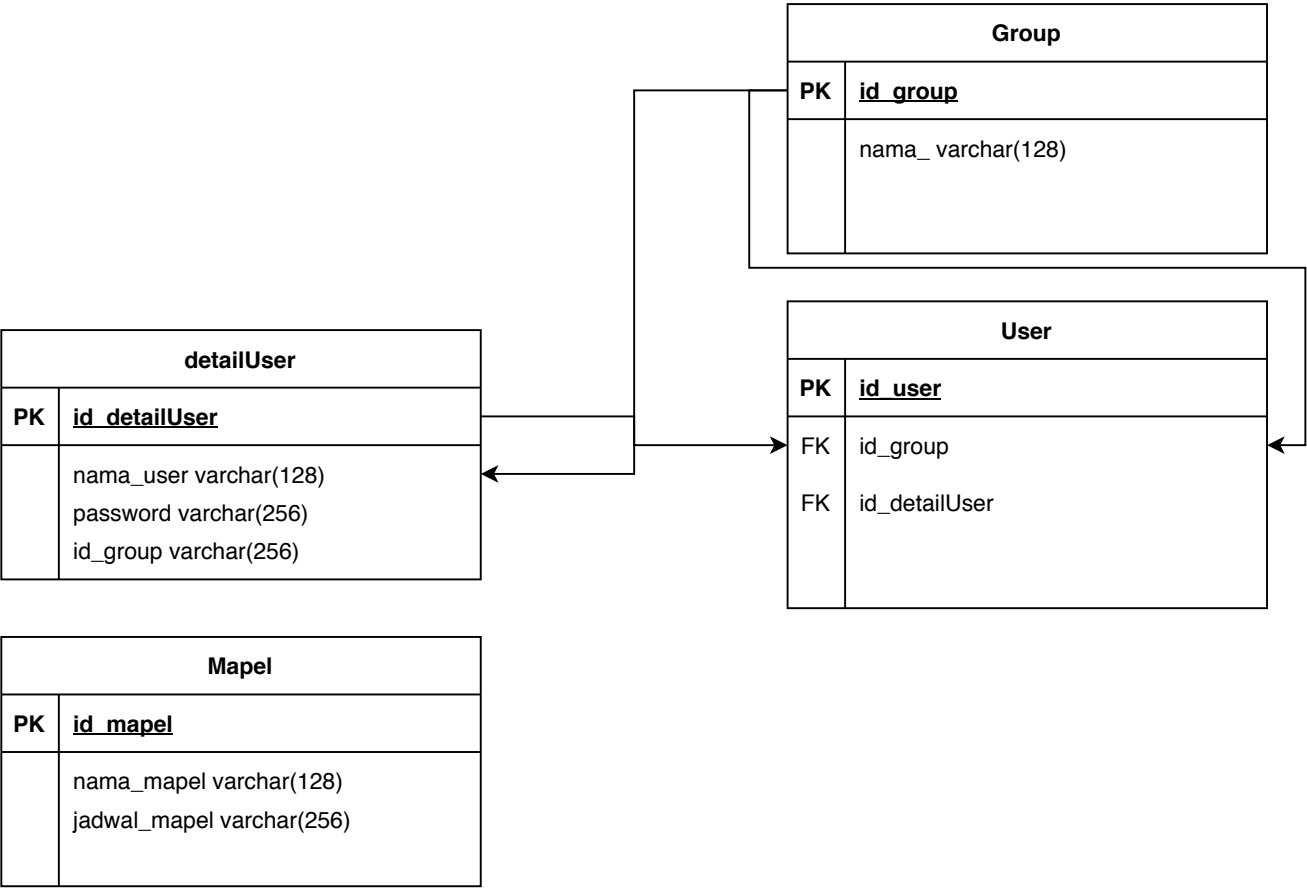 Group
PK id_group
nama_ varchar(128)
User
PK id_user
FK id_group
FK id_detailUser
detailUser
PK id_detailUser
nama_user varchar(128)
password varchar(256)
id_group varchar(256)
Mapel
PK id_mapel
nama_mapel varchar(128)
jadwal_mapel varchar(256)